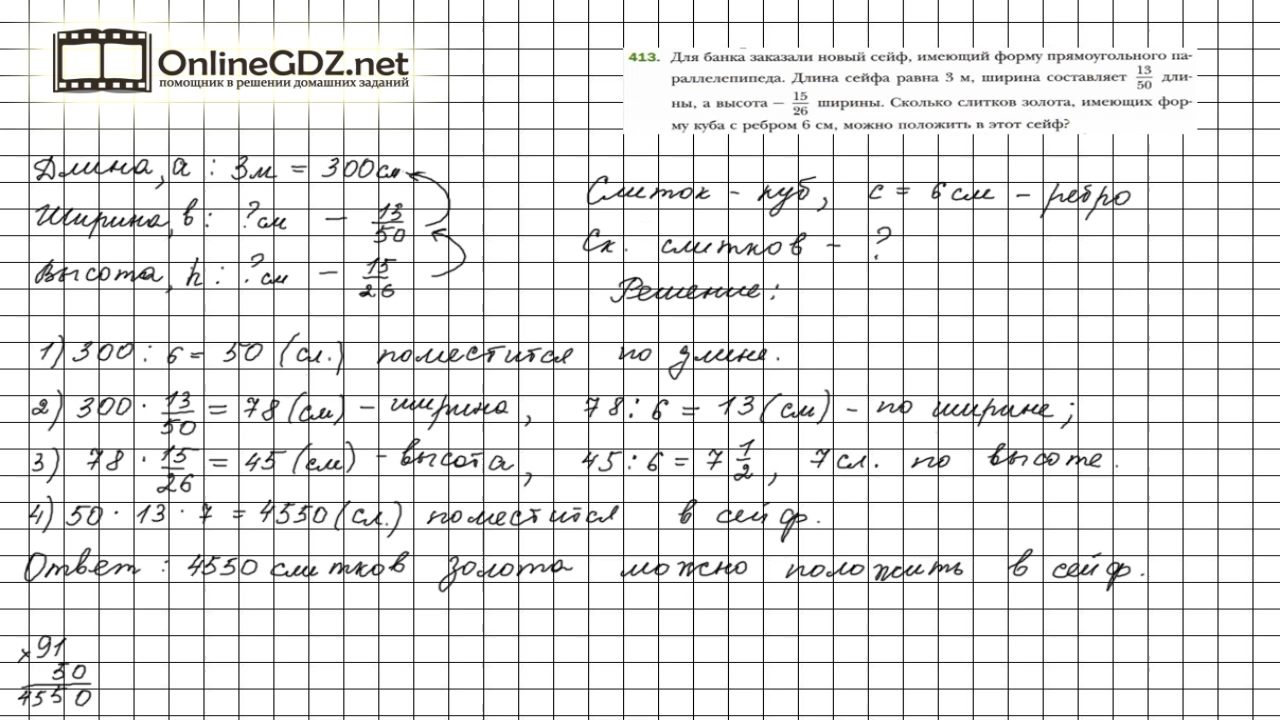 OnlineGDZ.net
помощник в решении домашних заданий
413. Для банка заказали новый сейф, имеющий форму прямоугольного па-
раллелепипеда. Длина сейфа равна 3 м, ширина составляет 13/50 дли-
ны, а высота — 15/26 ширины. Сколько слитков золота, имеющих фор-
му куба с ребром 6 см, можно положить в этот сейф?
Длина, a : 3м = 300см
Ширина, b : ?см – 13/50
Высота, h : ?см – 15/26
Слиток – куб, c = 6см – ребро
Ск. слитков – ?
Решение:
1) 300 : 6 = 50 (сл.) поместится по длине.
2) 300 · 13/50 = 78 (см) – ширина, 78 : 6 = 13 (см) – по ширине;
3) 78 · 15/26 = 45 (см) – высота, 45 : 6 = 7 1/2, 7 сл. по высоте.
4) 50 · 13 · 7 = 4550 (сл.) поместится в сейф.
Ответ : 4550 слитков золота можно положить в сейф.
× 91
50
4550